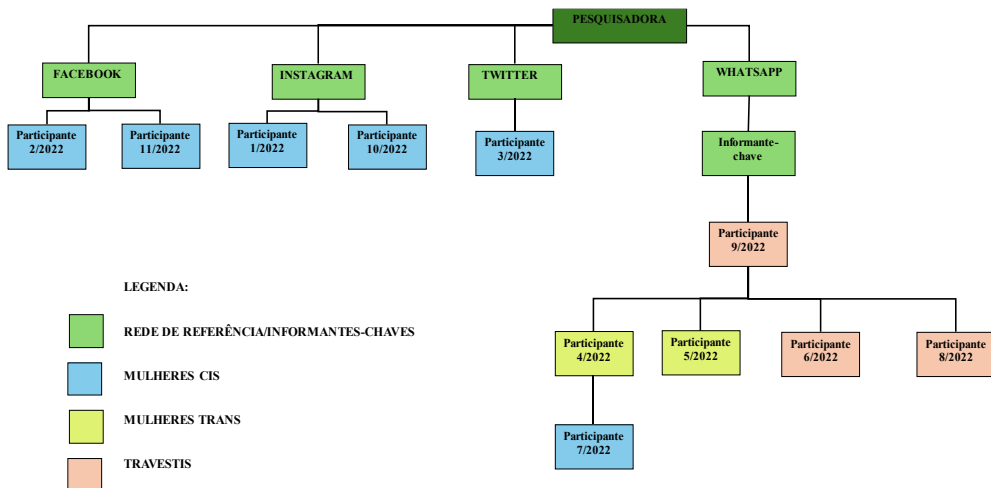 PESQUISADORA
FACEBOOK
INSTAGRAM
TWITTER
WHATSAPP
Participante
2/2022
Participante
11/2022
Participante
1/2022
Participante
10/2022
Participante
3/2022
Informante-
chave
Participante
9/2022
Participante
4/2022
Participante
5/2022
Participante
6/2022
Participante
8/2022
Participante
7/2022
LEGENDA:
REDE DE REFERÊNCIA/INFORMANTES-CHAVES
MULHERES CIS
MULHERES TRANS
TRAVESTIS